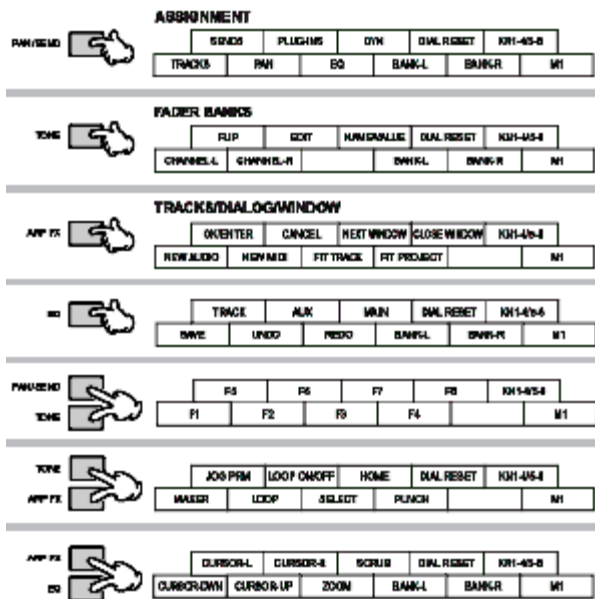 ASSIGNMENT
PAN/SEND
SENDS PLUG-INS DYN DIAL RESET KN1-4/5-8
TRACKS PAN EQ BANK-L BANK-R M1
FADER BANKS
TONE
FLIP EDIT NAME/VALUE DIAL RESET KN1-4/5-8
CHANNEL-L CHANNEL-R BANK-L BANK-R M1
TRACKS/DIALOG/WINDOW
ARP FX
OK/ENTER CANCEL NEXT WINDOW CLOSE WINDOW KN1-4/5-8
NEW AUDIO NEW MIDI FIT TRACK FIT PROJECT M1
EQ
TRACK AUX MAIN DIAL RESET KN1-4/5-8
SAVE UNDO REDO BANK-L BANK-R M1
PAN/SEND
F5 F6 F7 F8 KN1-4/5-8
TONE
F1 F2 F3 F4 M1
TONE
JOG PRM LOOP ON/OFF HOME DIAL RESET KN1-4/5-8
ARP FX
MAKER LOOP SELECT PUNCH M1
ARP FX
CURSOR-L CURSOR-R SCRUB DIAL RESET KN1-4/5-8
EQ
CURSOR-DWN CURSOR-UP ZOOM BANK-L BANK-R M1